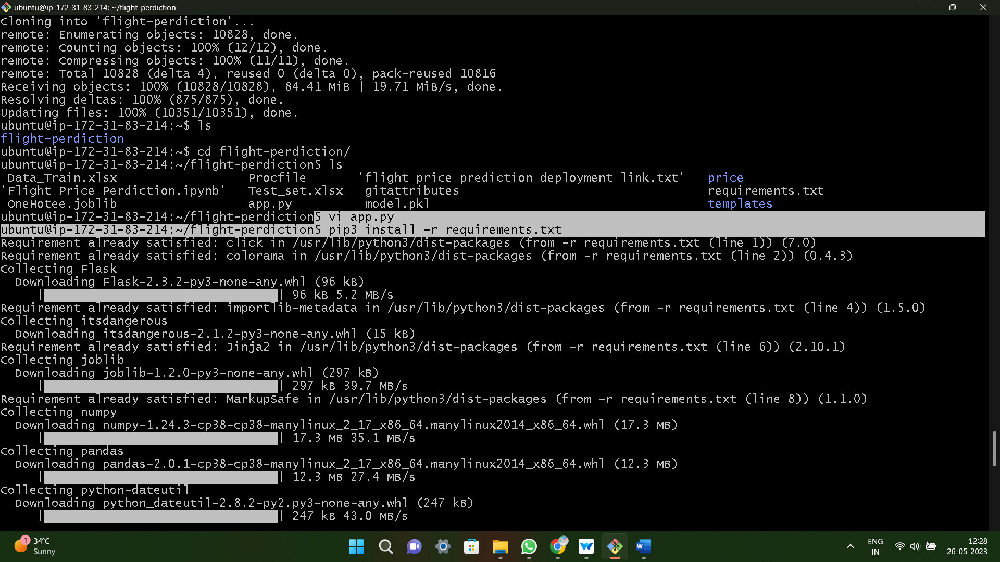 ubuntu@ip-172-31-83-214: ~/flight-perdiction
Cloning into 'flight-perdiction'...
remote: Enumerating objects: 10828, done.
remote: Counting objects: 100% (12/12), done.
remote: Compressing objects: 100% (11/11), done.
remote: Total 10828 (delta 4), reused 0 (delta 0), pack-reused 10816
Receiving objects: 100% (10828/10828), 84.41 MiB | 19.71 MiB/s, done.
Resolving deltas: 100% (875/875), done.
Updating files: 100% (10351/10351), done.
ubuntu@ip-172-31-83-214:~$ ls
flight-perdiction
ubuntu@ip-172-31-83-214:~$ cd flight-perdiction/
ubuntu@ip-172-31-83-214:~/flight-perdiction$ ls
Data_Train.xlsx Procfile 'flight price prediction deployment link.txt' price
'Flight Price Perdiction.ipynb' Test_set.xlsx gitattributes requirements.txt
OneHotee.joblib app.py model.pkl templates
ubuntu@ip-172-31-83-214:~/flight-perdiction$ vi app.py
ubuntu@ip-172-31-83-214:~/flight-perdiction$ pip3 install -r requirements.txt
Requirement already satisfied: click in /usr/lib/python3/dist-packages (from -r requirements.txt (line 1)) (7.0)
Requirement already satisfied: colorama in /usr/lib/python3/dist-packages (from -r requirements.txt (line 2)) (0.4.3)
Collecting Flask
Downloading Flask-2.3.2-py3-none-any.whl (96 kB)
| | 96 kB 5.2 MB/s
Requirement already satisfied: importlib-metadata in /usr/lib/python3/dist-packages (from -r requirements.txt (line 4)) (1.5.0)
Collecting itsdangerous
Downloading itsdangerous-2.1.2-py3-none-any.whl (15 kB)
Requirement already satisfied: Jinja2 in /usr/lib/python3/dist-packages (from -r requirements.txt (line 6)) (2.10.1)
Collecting joblib
Downloading joblib-1.2.0-py3-none-any.whl (297 kB)
| | 297 kB 39.7 MB/s
Requirement already satisfied: MarkupSafe in /usr/lib/python3/dist-packages (from -r requirements.txt (line 8)) (1.1.0)
Collecting numpy
Downloading numpy-1.24.3-cp38-cp38-manylinux_2_17_x86_64.manylinux2014_x86_64.whl (17.3 MB)
| | 17.3 MB 35.1 MB/s
Collecting pandas
Downloading pandas-2.0.1-cp38-cp38-manylinux_2_17_x86_64.manylinux2014_x86_64.whl (12.3 MB)
| | 12.3 MB 27.4 MB/s
Collecting python-dateutil
Downloading python_dateutil-2.8.2-py2.py3-none-any.whl (247 kB)
| | 247 kB 43.0 MB/s
1 34°C
Sunny
W
ENG
IN
12:28
26-05-2023